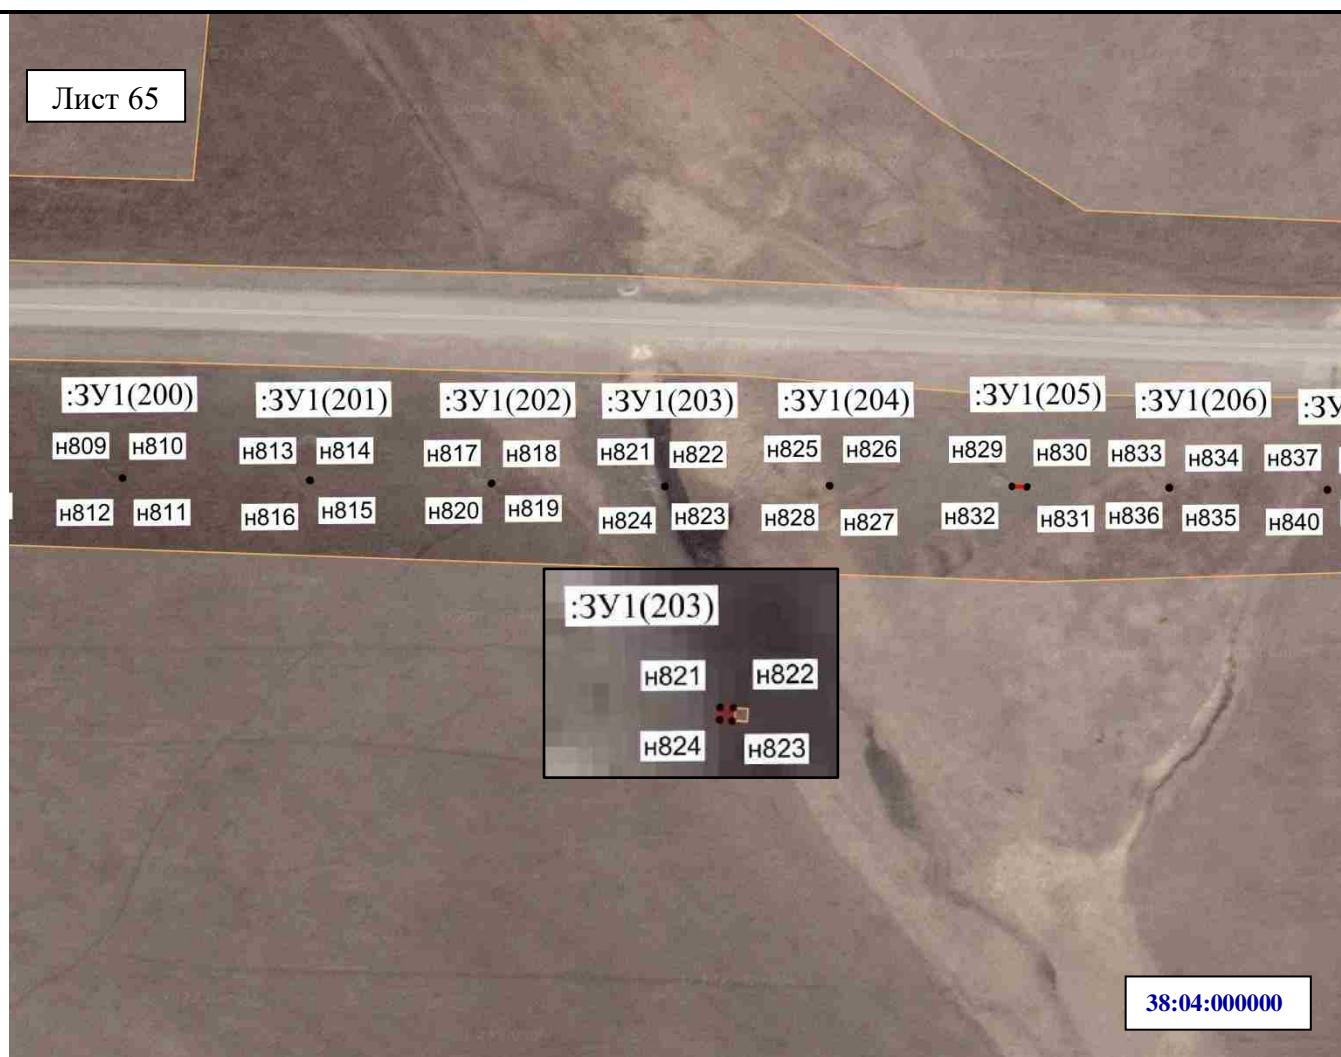 Лист 65
:ЗУ1(200) :ЗУ1(201) :ЗУ1(202) :ЗУ1(203) :ЗУ1(204) :ЗУ1(205) :ЗУ1(206) :ЗУ
н809 н810 н813 н814 н817 н818 н821 н822 н825 н826 н829 н830 н833 н834 н837
н812 н811 н816 н815 н820 н819 н824 н823 н828 н827 н832 н831 н836 н835 н840
:ЗУ1(203)
н821 н822
н824 н823
38:04:000000